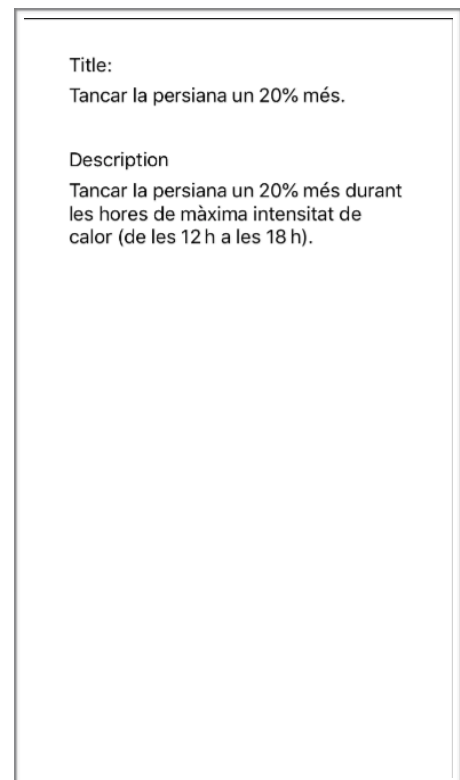 Title:
Tancar la persiana un 20% més.
Description
Tancar la persiana un 20% més durant
les hores de màxima intensitat de
calor (de les 12 h a les 18 h).